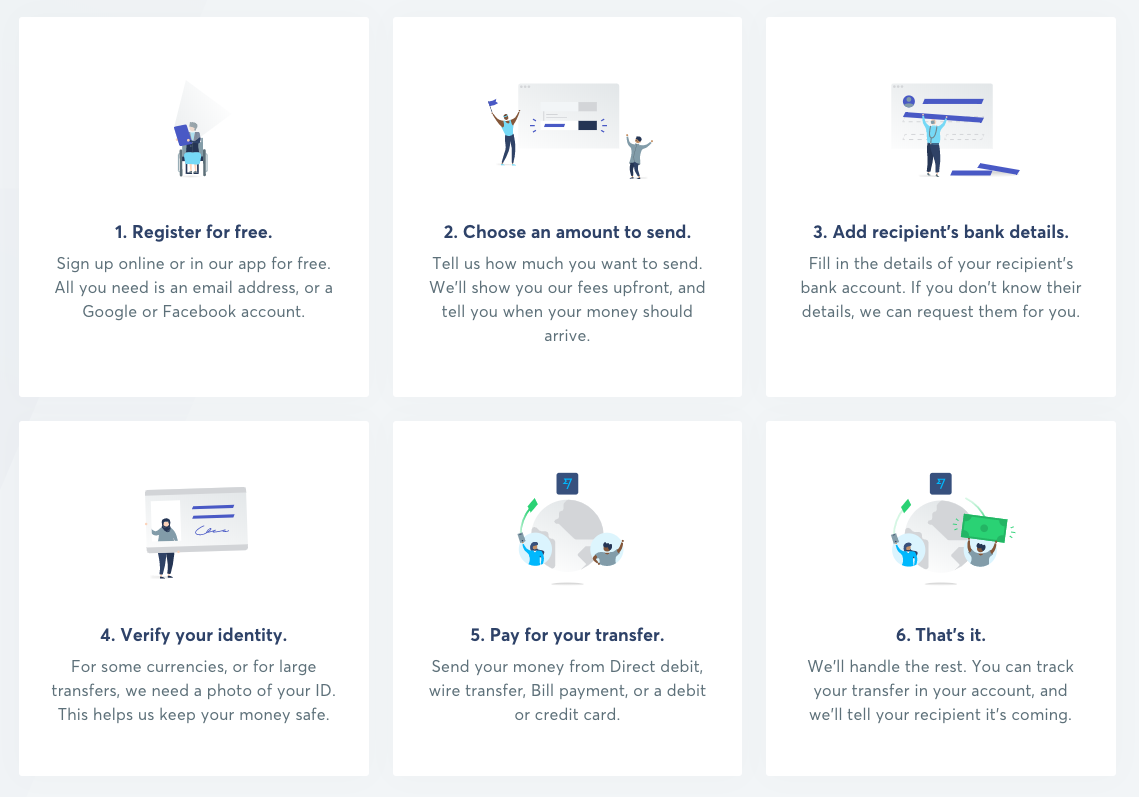 1. Register for free.
Sign up online or in our app for free.
All you need is an email address, or a
Google or Facebook account.
2. Choose an amount to send.
Tell us how much you want to send.
We'll show you our fees upfront, and
tell you when your money should
arrive.
3. Add recipient's bank details.
Fill in the details of your recipient's
bank account. If you don't know their
details, we can request them for you.
4. Verify your identity.
For some currencies, or for large
transfers, we need a photo of your ID.
This helps us keep your money safe.
5. Pay for your transfer.
Send your money from Direct debit,
wire transfer, Bill payment, or a debit
or credit card.
6. That's it.
We'll handle the rest. You can track
your transfer in your account, and
we'll tell your recipient it's coming.